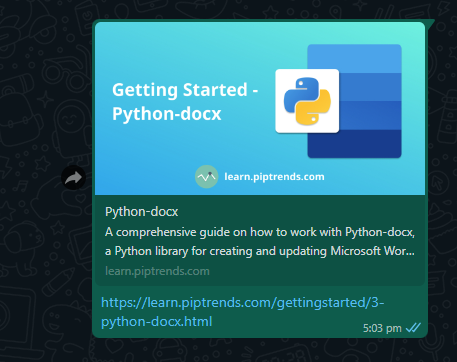 Getting Started -
Python-docx
learn.piptrends.com
Python-docx
A comprehensive guide on how to work with Python-docx,
a Python library for creating and updating Microsoft Wor...
learn.piptrends.com
https://learn.piptrends.com/gettingstarted/3-
python-docx.html
5:03 pm